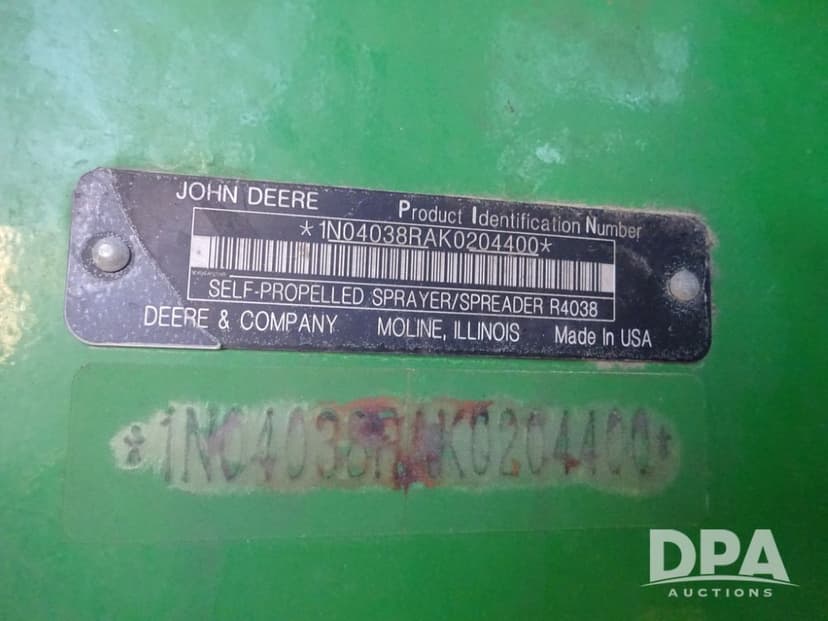 JOHN DEERE
Product Identification Number
*1N04038RAK0204400*
SELF-PROPELLED SPRAYER/SPREADER R4038
DEERE & COMPANY MOLINE, ILLINOIS Made In USA
*1N04038RAK0204400*
DPA
AUCTIONS